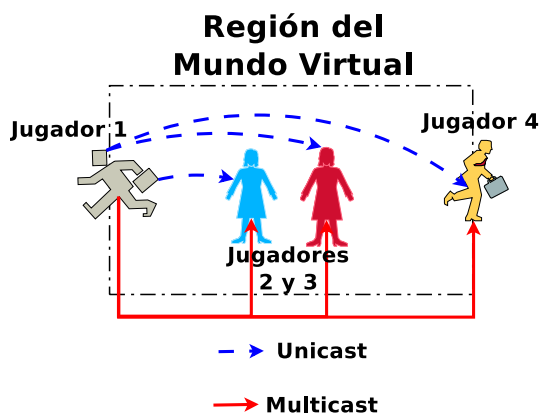 Región del
Mundo Virtual
Jugador 1
Jugador 4
Jugadores
2 y 3
Unicast
Multicast